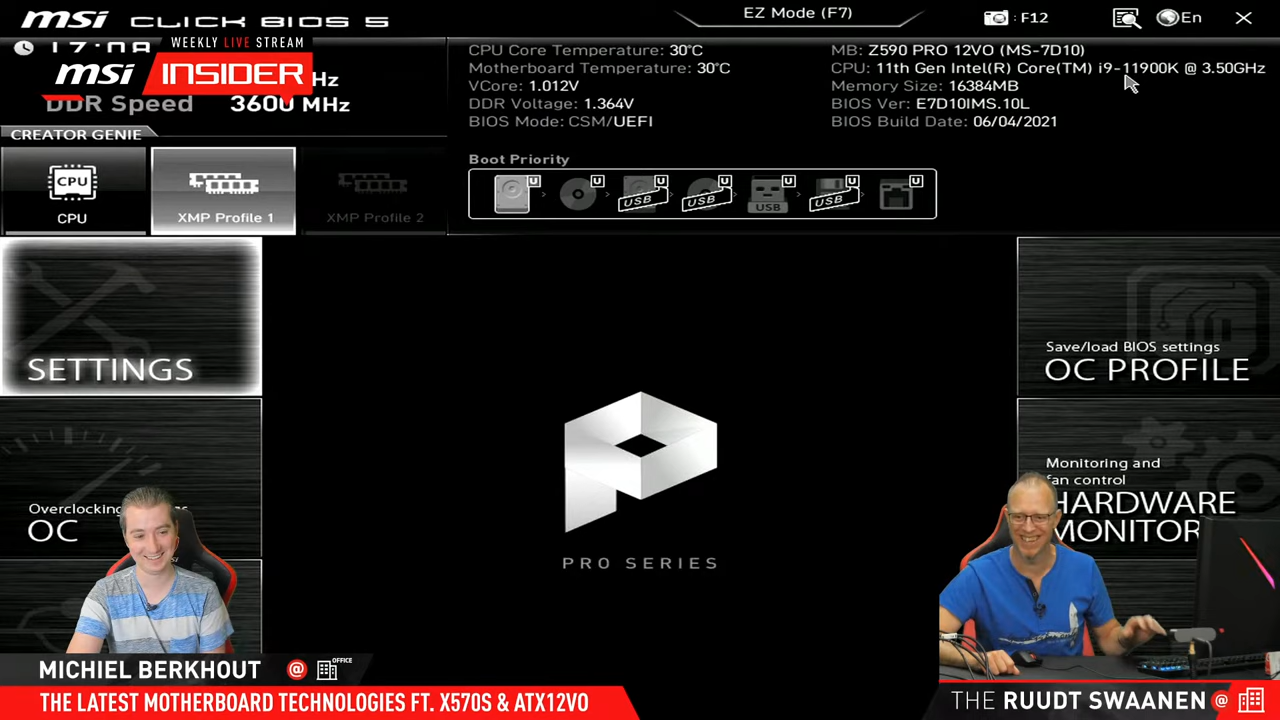 msi CLICK BIOS 5
EZ Mode (F7)
: F12
En
17:08
WEEKLY LIVE STREAM
msi INSIDER
Hz
DDR Speed 3600 MHz
CPU Core Temperature: 30°C
Motherboard Temperature: 30°C
VCore: 1.012V
DDR Voltage: 1.364V
BIOS Mode: CSM/UEFI
MB: Z590 PRO 12VO (MS-7D10)
CPU: 11th Gen Intel(R) Core(TM) i9-11900K @ 3.50GHz
Memory Size: 16384MB
BIOS Ver: E7D10IMS.10L
BIOS Build Date: 06/04/2021
CREATOR GENIE
CPU
CPU
XMP Profile 1
XMP Profile 2
Boot Priority
U U U U U U U
USB USB USB USB
SETTINGS
Save/load BIOS settings
OC PROFILE
Overclocking
OC
Monitoring and
fan control
HARDWARE
MONITOR
PRO SERIES
MICHIEL BERKHOUT @ OFFICE
THE LATEST MOTHERBOARD TECHNOLOGIES FT. X570S & ATX12VO
THE RUUDT SWAANEN @